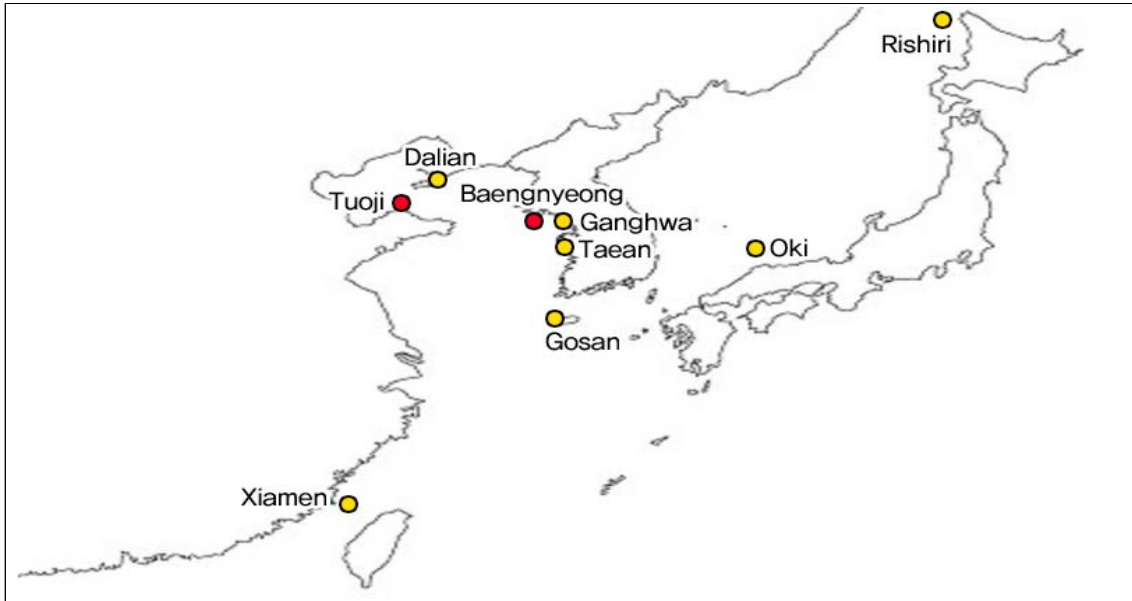 Rishiri
Dalian
Baengnyeong
Tuoji
Ganghwa
Taean
Oki
Gosan
Xiamen